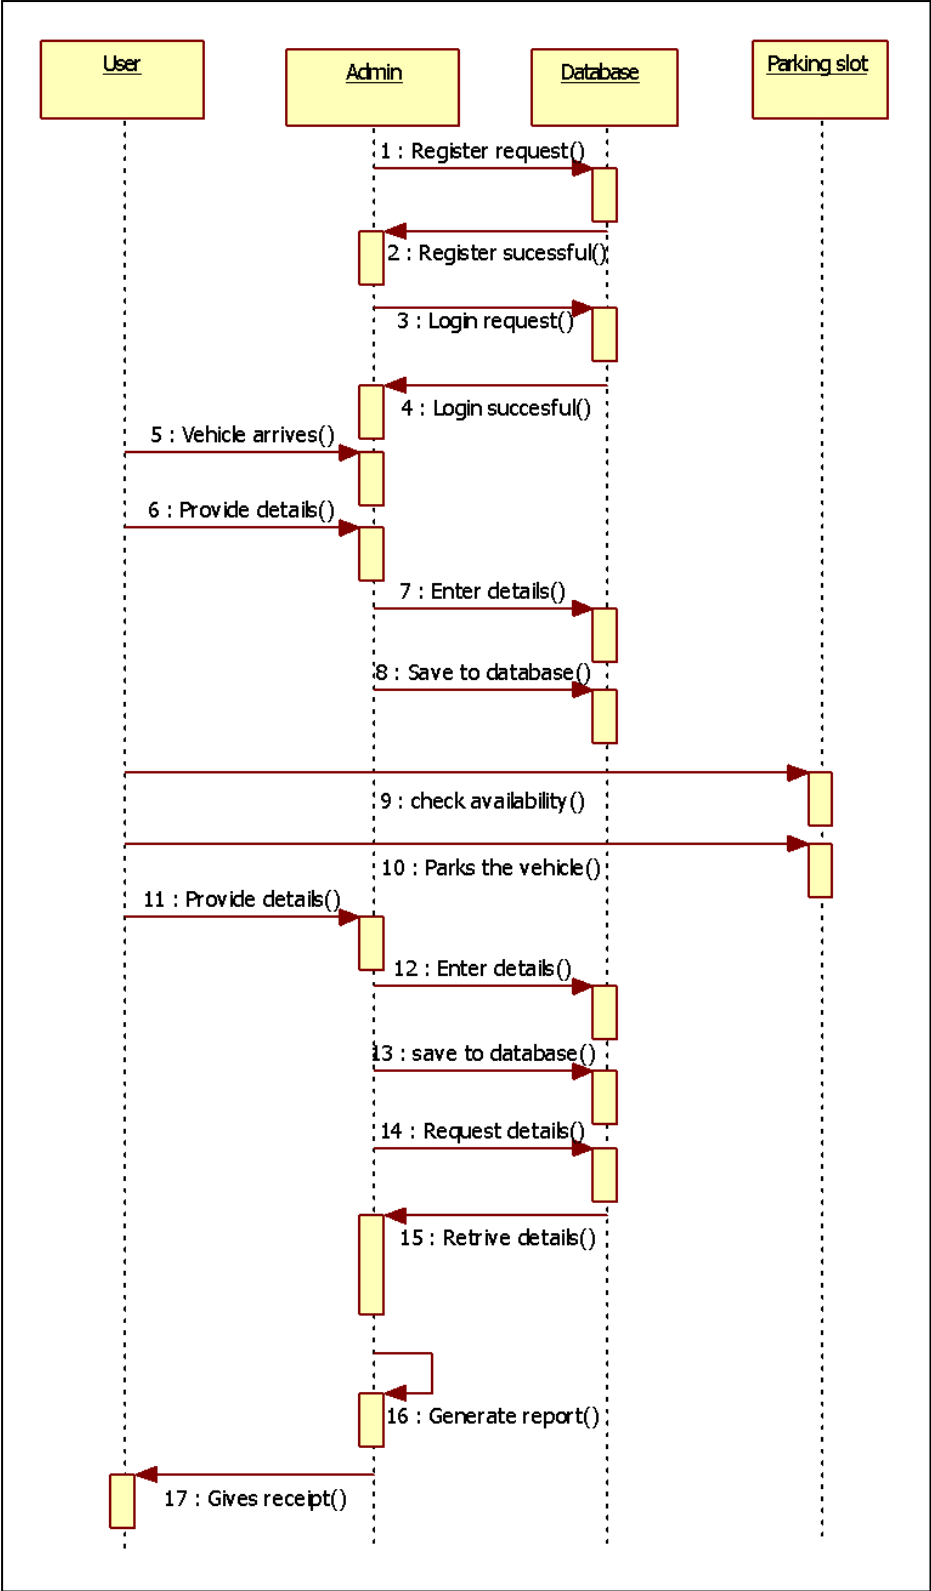 User
Admin
Database
Parking slot
1 : Register request()
2 : Register sucessful()
3 : Login request()
4 : Login succesful()
5 : Vehicle arrives()
6 : Provide details()
7 : Enter details()
8 : Save to database()
9 : check availability()
10 : Parks the vehicle()
11 : Provide details()
12 : Enter details()
13 : save to database()
14 : Request details()
15 : Retrive details()
16 : Generate report()
17 : Gives receipt()